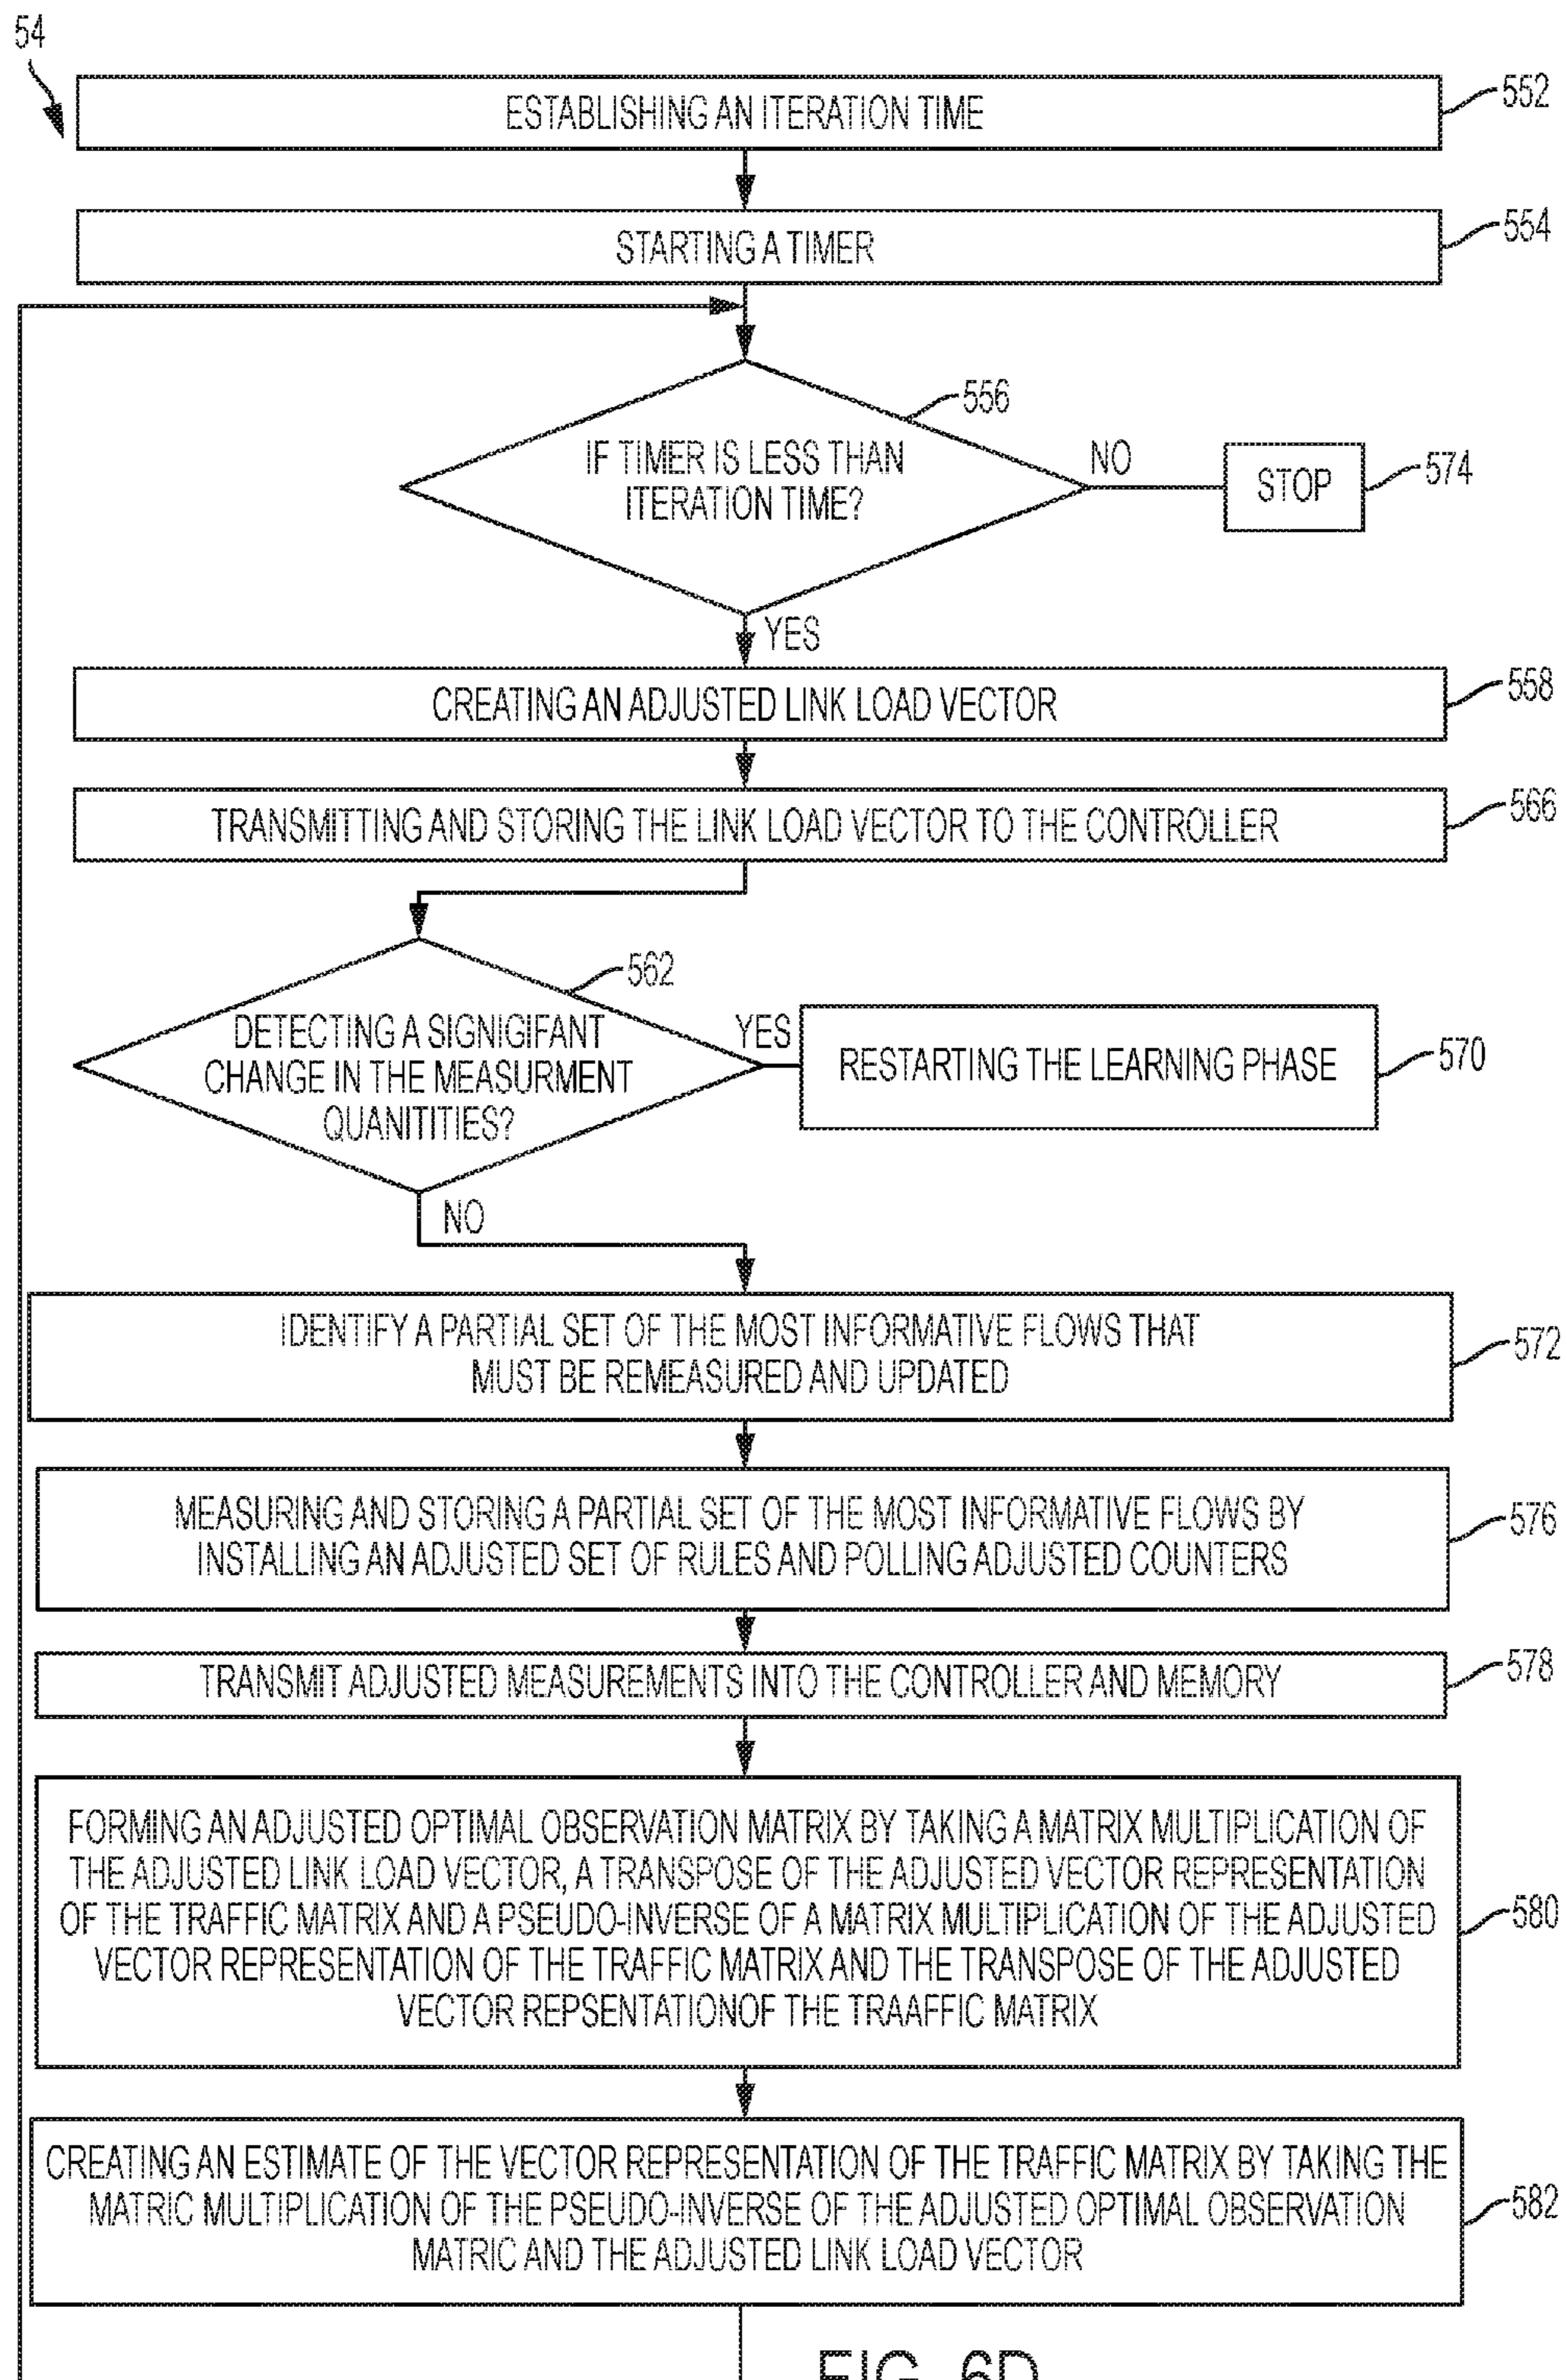 54
ESTABLISHING AN ITERATION TIME
552
STARTING A TIMER
554
556
IF TIMER IS LESS THAN
ITERATION TIME?
NO
STOP
574
YES
CREATING AN ADJUSTED LINK LOAD VECTOR
558
TRANSMITTING AND STORING THE LINK LOAD VECTOR TO THE CONTROLLER
566
562
DETECTING A SIGNIGIFANT
CHANGE IN THE MEASURMENT
QUANITITIES?
YES
RESTARTING THE LEARNING PHASE
570
NO
IDENTIFY A PARTIAL SET OF THE MOST INFORMATIVE FLOWS THAT
MUST BE REMEASURED AND UPDATED
572
MEASURING AND STORING A PARTIAL SET OF THE MOST INFORMATIVE FLOWS BY
INSTALLING AN ADJUSTED SET OF RULES AND POLLING ADJUSTED COUNTERS
576
TRANSMIT ADJUSTED MEASUREMENTS INTO THE CONTROLLER AND MEMORY
578
FORMING AN ADJUSTED OPTIMAL OBSERVATION MATRIX BY TAKING A MATRIX MULTIPLICATION OF
THE ADJUSTED LINK LOAD VECTOR, A TRANSPOSE OF THE ADJUSTED VECTOR REPRESENTATION
OF THE TRAFFIC MATRIX AND A PSEUDO-INVERSE OF A MATRIX MULTIPLICATION OF THE ADJUSTED
VECTOR REPRESENTATION OF THE TRAFFIC MATRIX AND THE TRANSPOSE OF THE ADJUSTED
VECTOR REPSENTATIONOF THE TRAAFFIC MATRIX
580
CREATING AN ESTIMATE OF THE VECTOR REPRESENTATION OF THE TRAFFIC MATRIX BY TAKING THE
MATRIC MULTIPLICATION OF THE PSEUDO-INVERSE OF THE ADJUSTED OPTIMAL OBSERVATION
MATRIC AND THE ADJUSTED LINK LOAD VECTOR
582
FIG. 6D